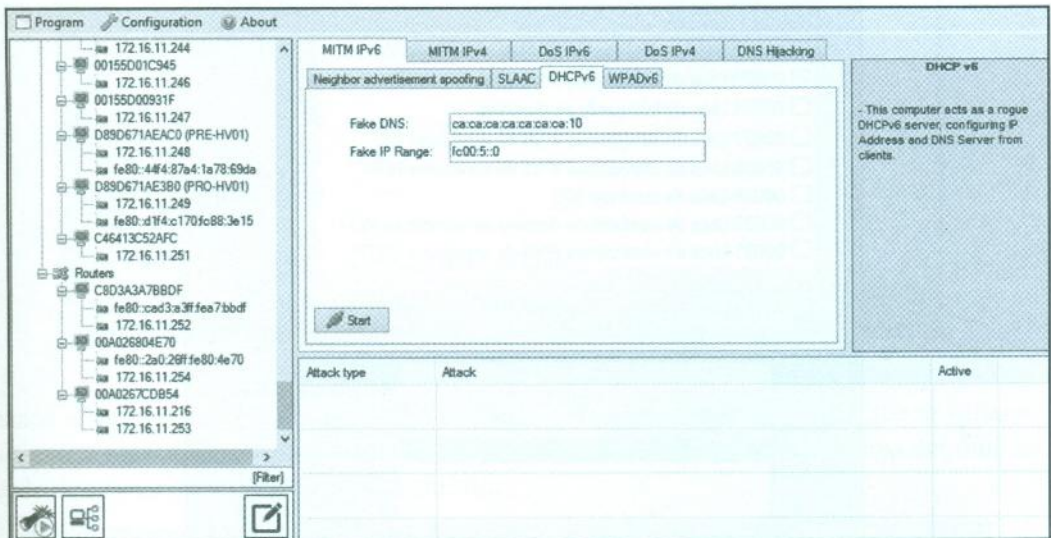 Program Configuration About
172.16.11.244
00155D01C945
172.16.11.246
00155D00931F
172.16.11.247
D89D671AEAC0 (PRE-HV01)
172.16.11.248
fe80::44f4:87a4:1a78:69da
D89D671AE3B0 (PRO-HV01)
172.16.11.249
fe80::d1f4:c170:fc88:3e15
C46413C52AFC
172.16.11.251
Routers
C8D3A3A7BBDF
fe80::cad3:a3ff:fea7:bbdf
172.16.11.252
00A026804E70
fe80::2a0:26ff:fe80:4e70
172.16.11.254
00A0267CDB54
172.16.11.216
172.16.11.253
[Filter]
MITM IPv6 MITM IPv4 DoS IPv6 DoS IPv4 DNS Hijacking
Neighbor advertisement spoofing SLAAC DHCPv6 WPADv6
Fake DNS: ca:ca:ca:ca:ca:ca:ca:10
Fake IP Range: fc00:5::0
Start
DHCP v6
- This computer acts as a rogue
DHCPv6 server, configuring IP
Address and DNS Server from
clients.
Attack type Attack Active